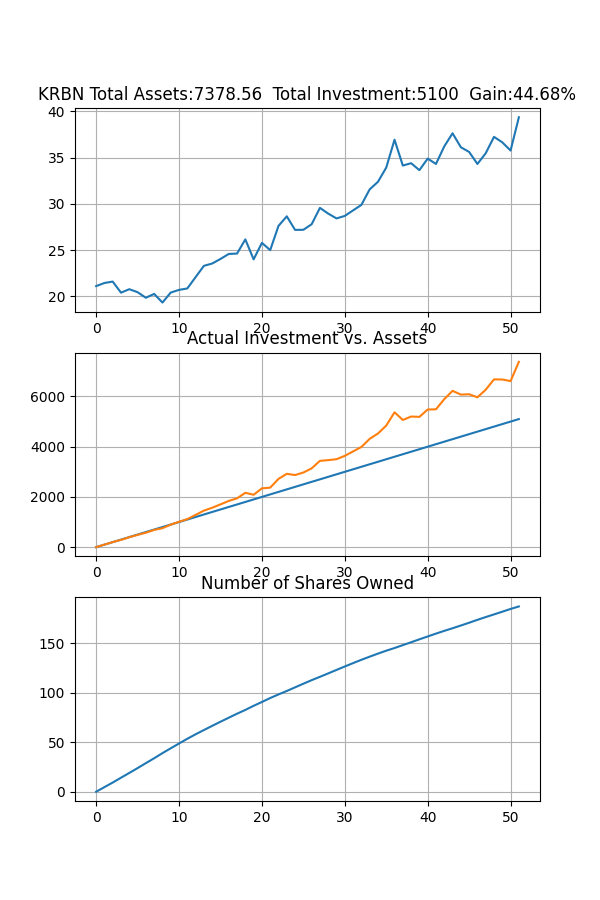 KRBN Total Assets:7378.56  Total Investment:5100  Gain:44.68%
40
35
30
25
20
0 10 20 30 40 50
Actual Investment vs. Assets
6000
4000
2000
0
0 10 20 30 40 50
Number of Shares Owned
150
100
50
0
0 10 20 30 40 50